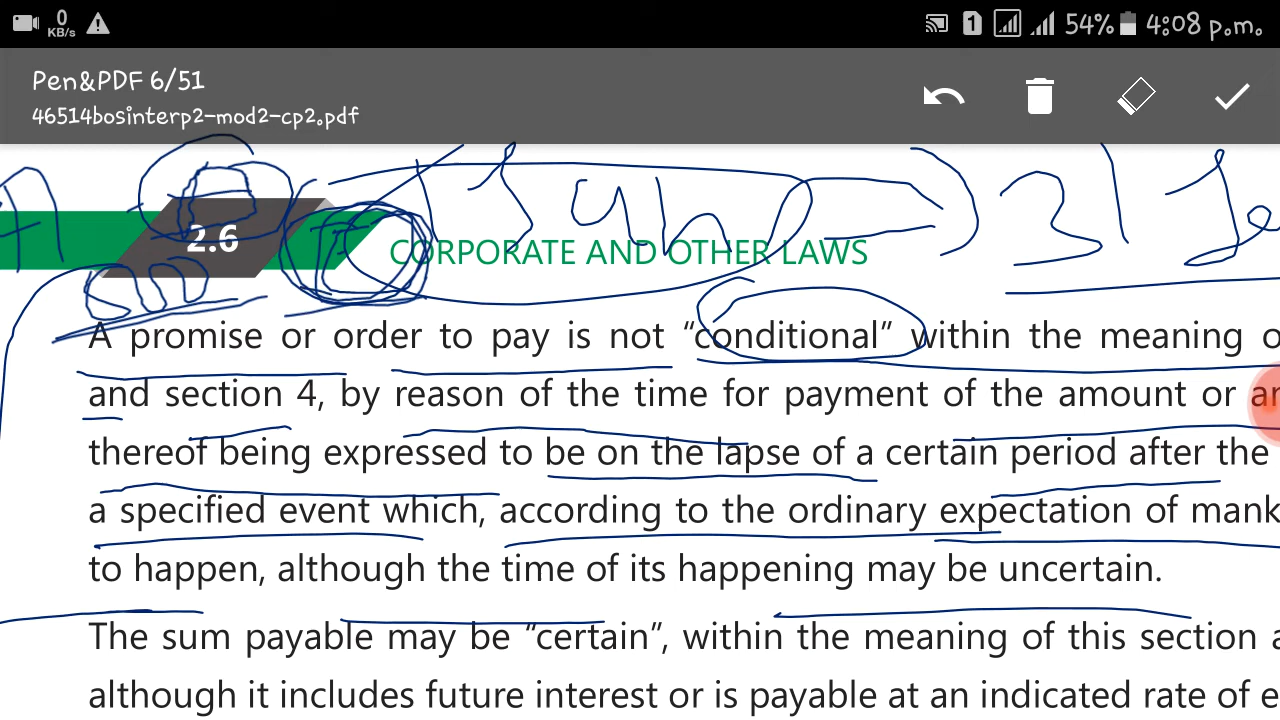 0 KB/s 1 54% 4:08 p.m.
Pen&PDF 6/51
46514bosinterp2-mod2-cp2.pdf
2.6 CORPORATE AND OTHER LAWS
A promise or order to pay is not “conditional” within the meaning o
and section 4, by reason of the time for payment of the amount or an
thereof being expressed to be on the lapse of a certain period after the
a specified event which, according to the ordinary expectation of mank
to happen, although the time of its happening may be uncertain.
The sum payable may be “certain”, within the meaning of this section a
although it includes future interest or is payable at an indicated rate of e